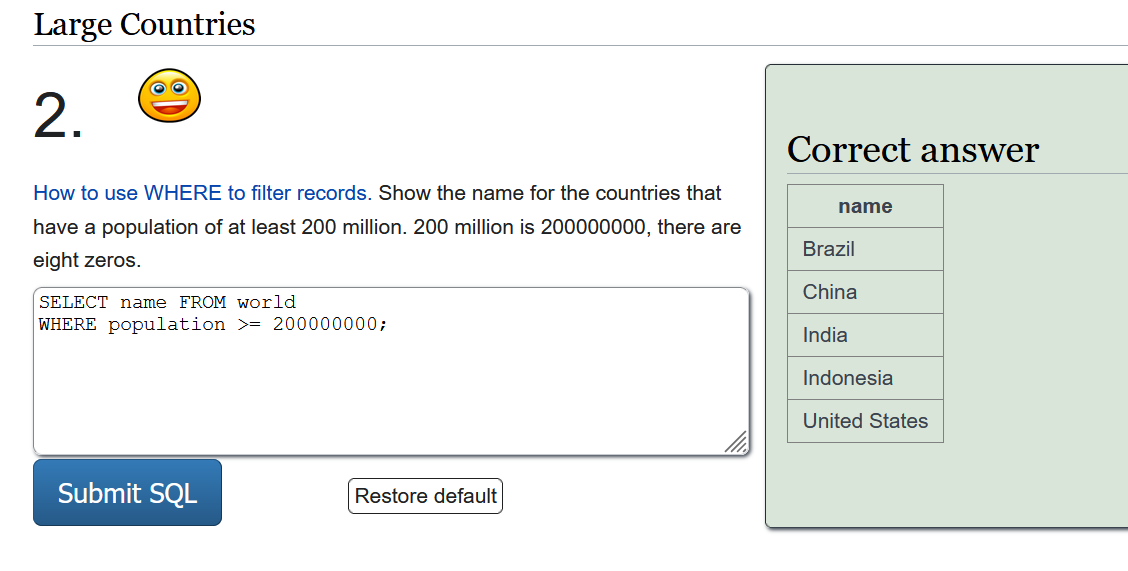 Large Countries
2.
How to use WHERE to filter records. Show the name for the countries that
have a population of at least 200 million. 200 million is 200000000, there are
eight zeros.
SELECT name FROM world
WHERE population >= 200000000;
Submit SQL
Restore default
Correct answer
name
Brazil
China
India
Indonesia
United States